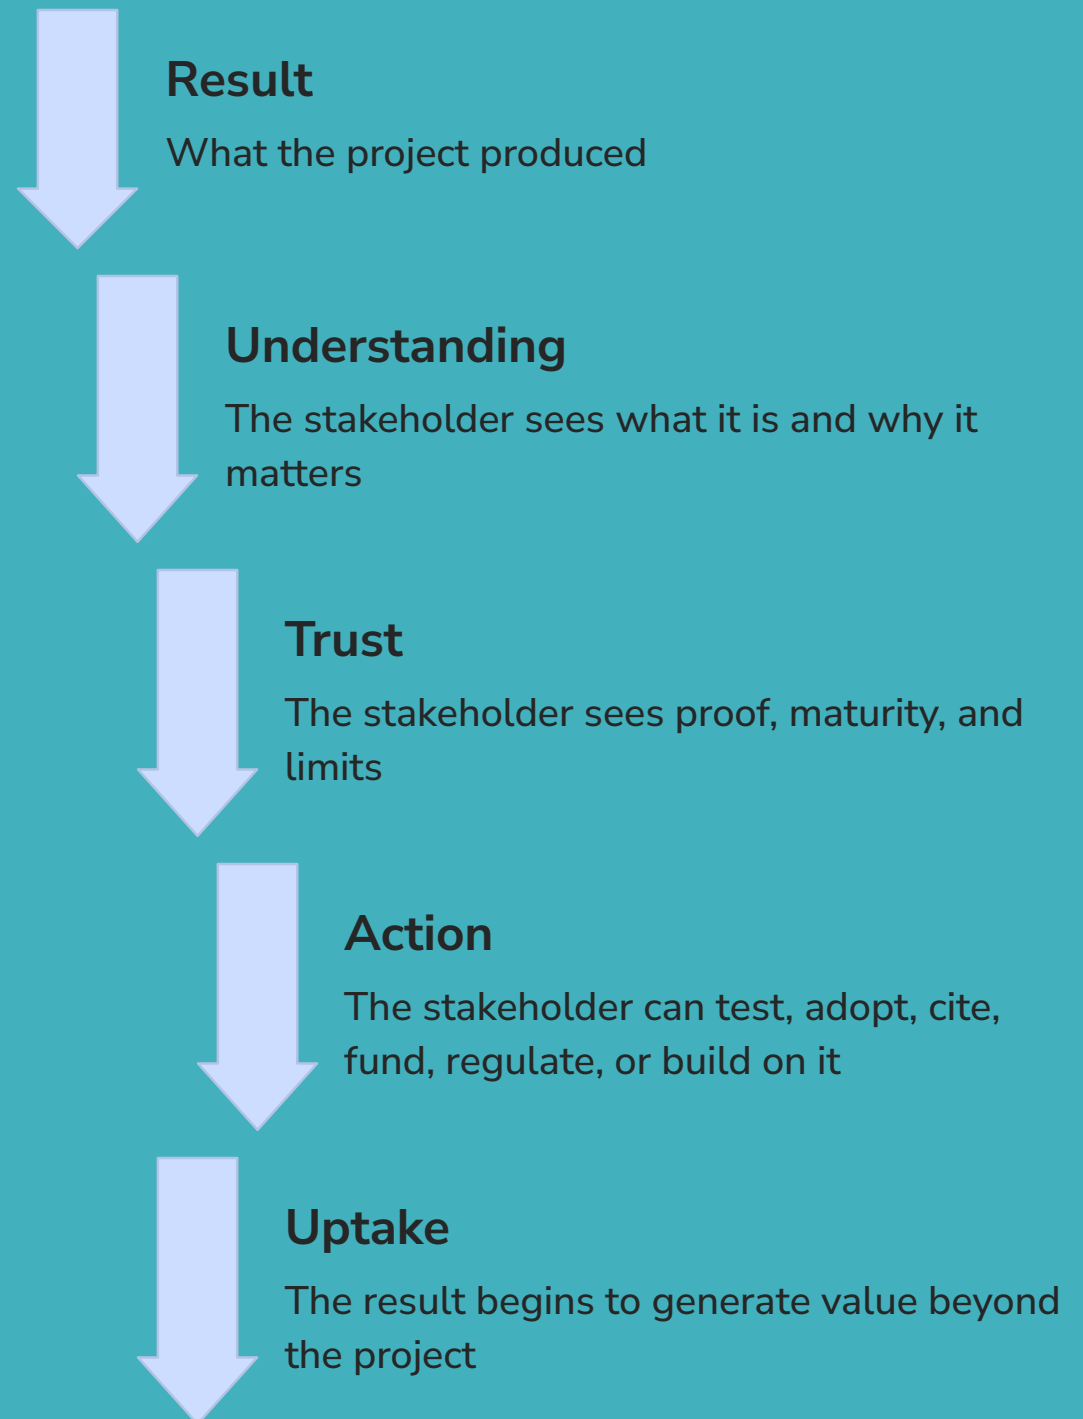 Result
What the project produced
Understanding
The stakeholder sees what it is and why it
matters
Trust
The stakeholder sees proof, maturity, and
limits
Action
The stakeholder can test, adopt, cite,
fund, regulate, or build on it
Uptake
The result begins to generate value beyond
the project